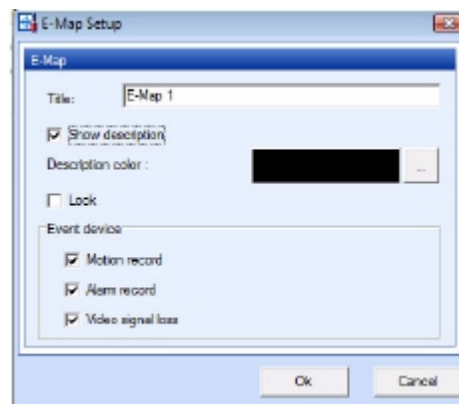 E-Map Setup
E-Map
Title: E-Map 1
Show description
Description color :
...
Lock
Event device
Motion record
Alarm record
Video signal loss
Ok Cancel